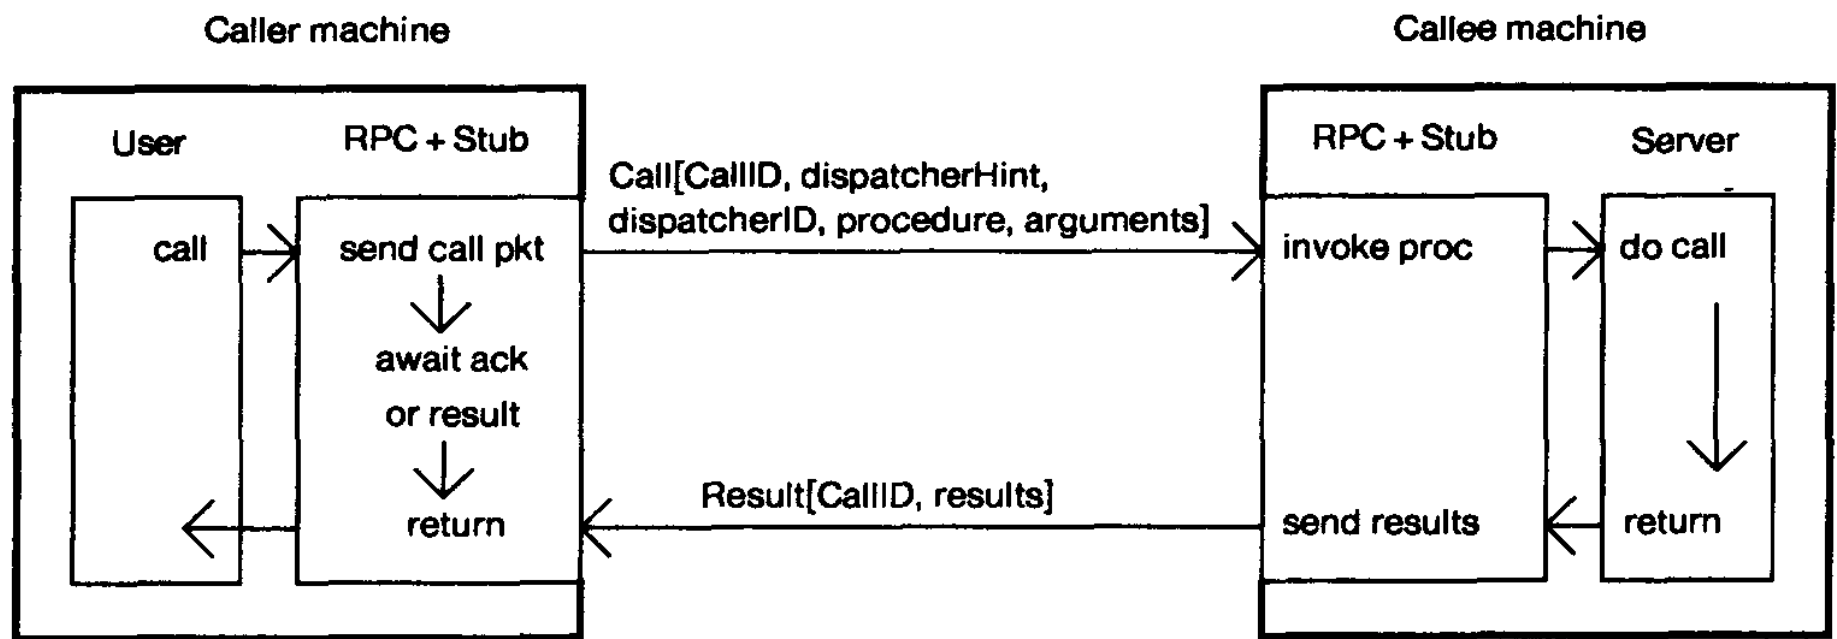 Caller machine
Callee machine
User
RPC + Stub
call
send call pkt
await ack
or result
return
Call[CallID, dispatcherHint,
dispatcherID, procedure, arguments]
Result[CallID, results]
RPC + Stub
Server
invoke proc
do call
send results
return